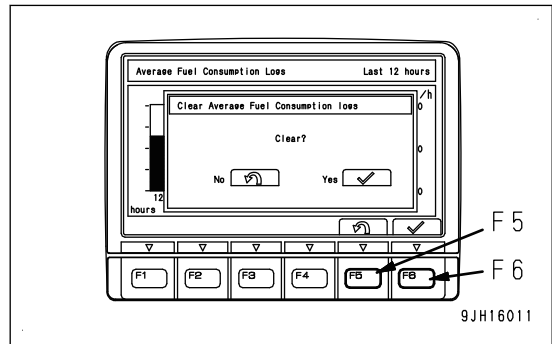 Average Fuel Consumption Logs Last 12 hours
/h
Clear Average Fuel Consumption logs
0
Clear?
0
No Yes
12
0
hours
F5
F1 F2 F3 F4 F5 F6
F6
9JH16011